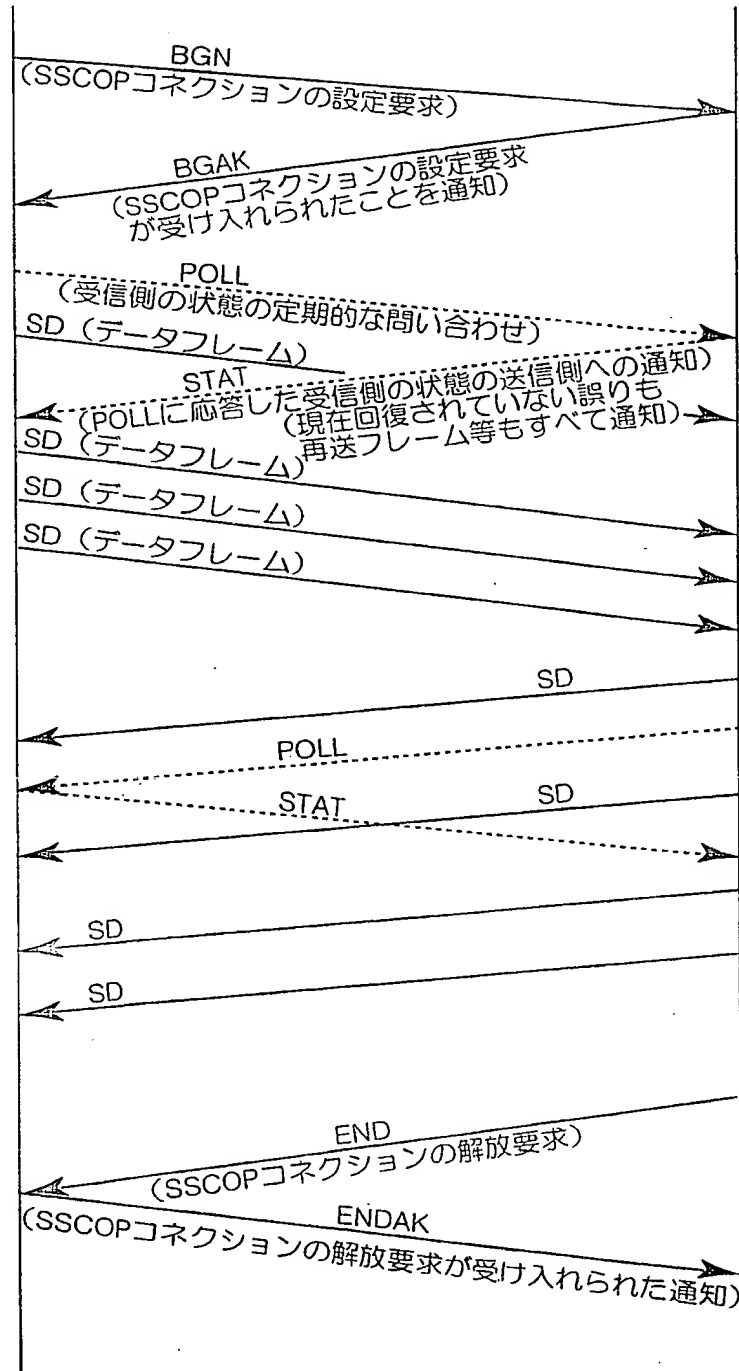 BGN
(SSCOPコネクションの設定要求)
BGAK
(SSCOPコネクションの設定要求
が受け入れられたことを通知)
POLL
(受信側の状態の定期的な問い合わせ)
SD (データフレーム)
STAT
(POLLに応答した受信側の状態の送信側への通知)
(現在回復されていない誤りも
再送フレーム等もすべて通知)
SD (データフレーム)
SD (データフレーム)
SD (データフレーム)
SD
POLL
STAT
SD
SD
SD
END
(SSCOPコネクションの解放要求)
ENDAK
(SSCOPコネクションの解放要求が受け入れられた通知)